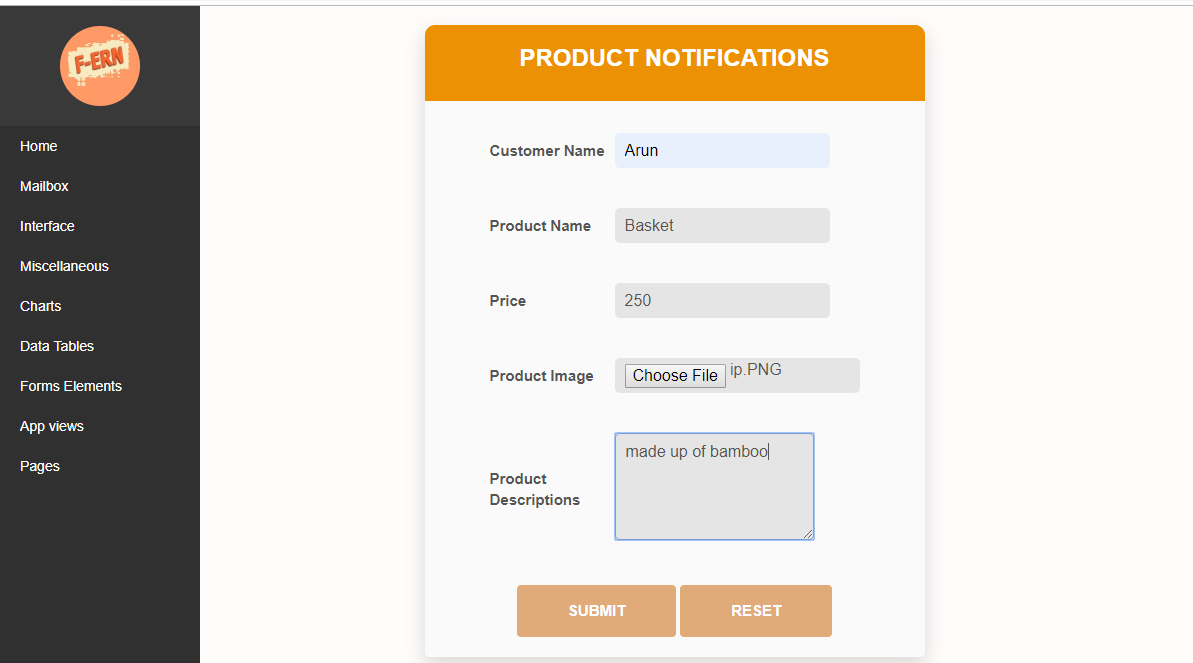 F-ERN
Home
Mailbox
Interface
Miscellaneous
Charts
Data Tables
Forms Elements
App views
Pages
PRODUCT NOTIFICATIONS
Customer Name Arun
Product Name Basket
Price 250
Product Image Choose File ip.PNG
Product
Descriptions
made up of bamboo
SUBMIT RESET